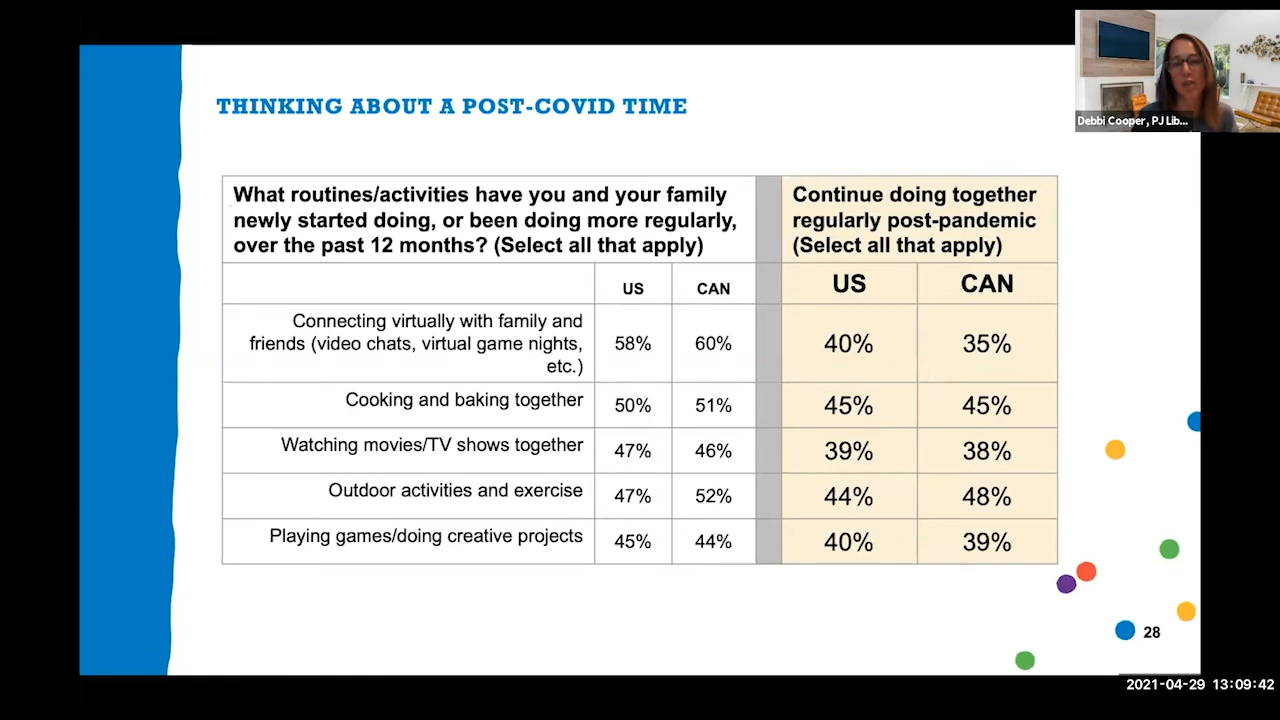 Debbi Cooper, PJ Lib...
THINKING ABOUT A POST-COVID TIME
What routines/activities have you and your family
newly started doing, or been doing more regularly,
over the past 12 months? (Select all that apply)
Continue doing together
regularly post-pandemic
(Select all that apply)
US CAN US CAN
Connecting virtually with family and
friends (video chats, virtual game nights,
etc.)
58% 60% 40% 35%
Cooking and baking together 50% 51% 45% 45%
Watching movies/TV shows together 47% 46% 39% 38%
Outdoor activities and exercise 47% 52% 44% 48%
Playing games/doing creative projects 45% 44% 40% 39%
28
2021-04-29 13:09:42